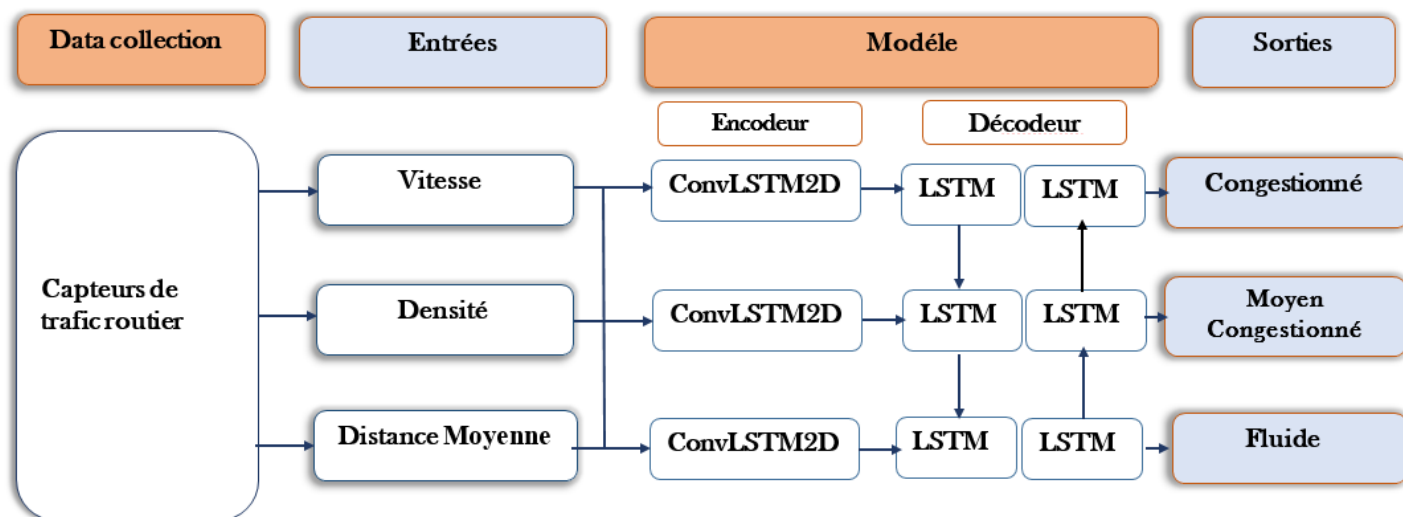 Data collection
Entrées
Modéle
Sorties
Encodeur
Décodeur
Capteurs de
trafic routier
Vitesse
ConvLSTM2D
LSTM
LSTM
Congestionné
Densité
ConvLSTM2D
LSTM
LSTM
Moyen
Congestionné
Distance Moyenne
ConvLSTM2D
LSTM
LSTM
Fluide